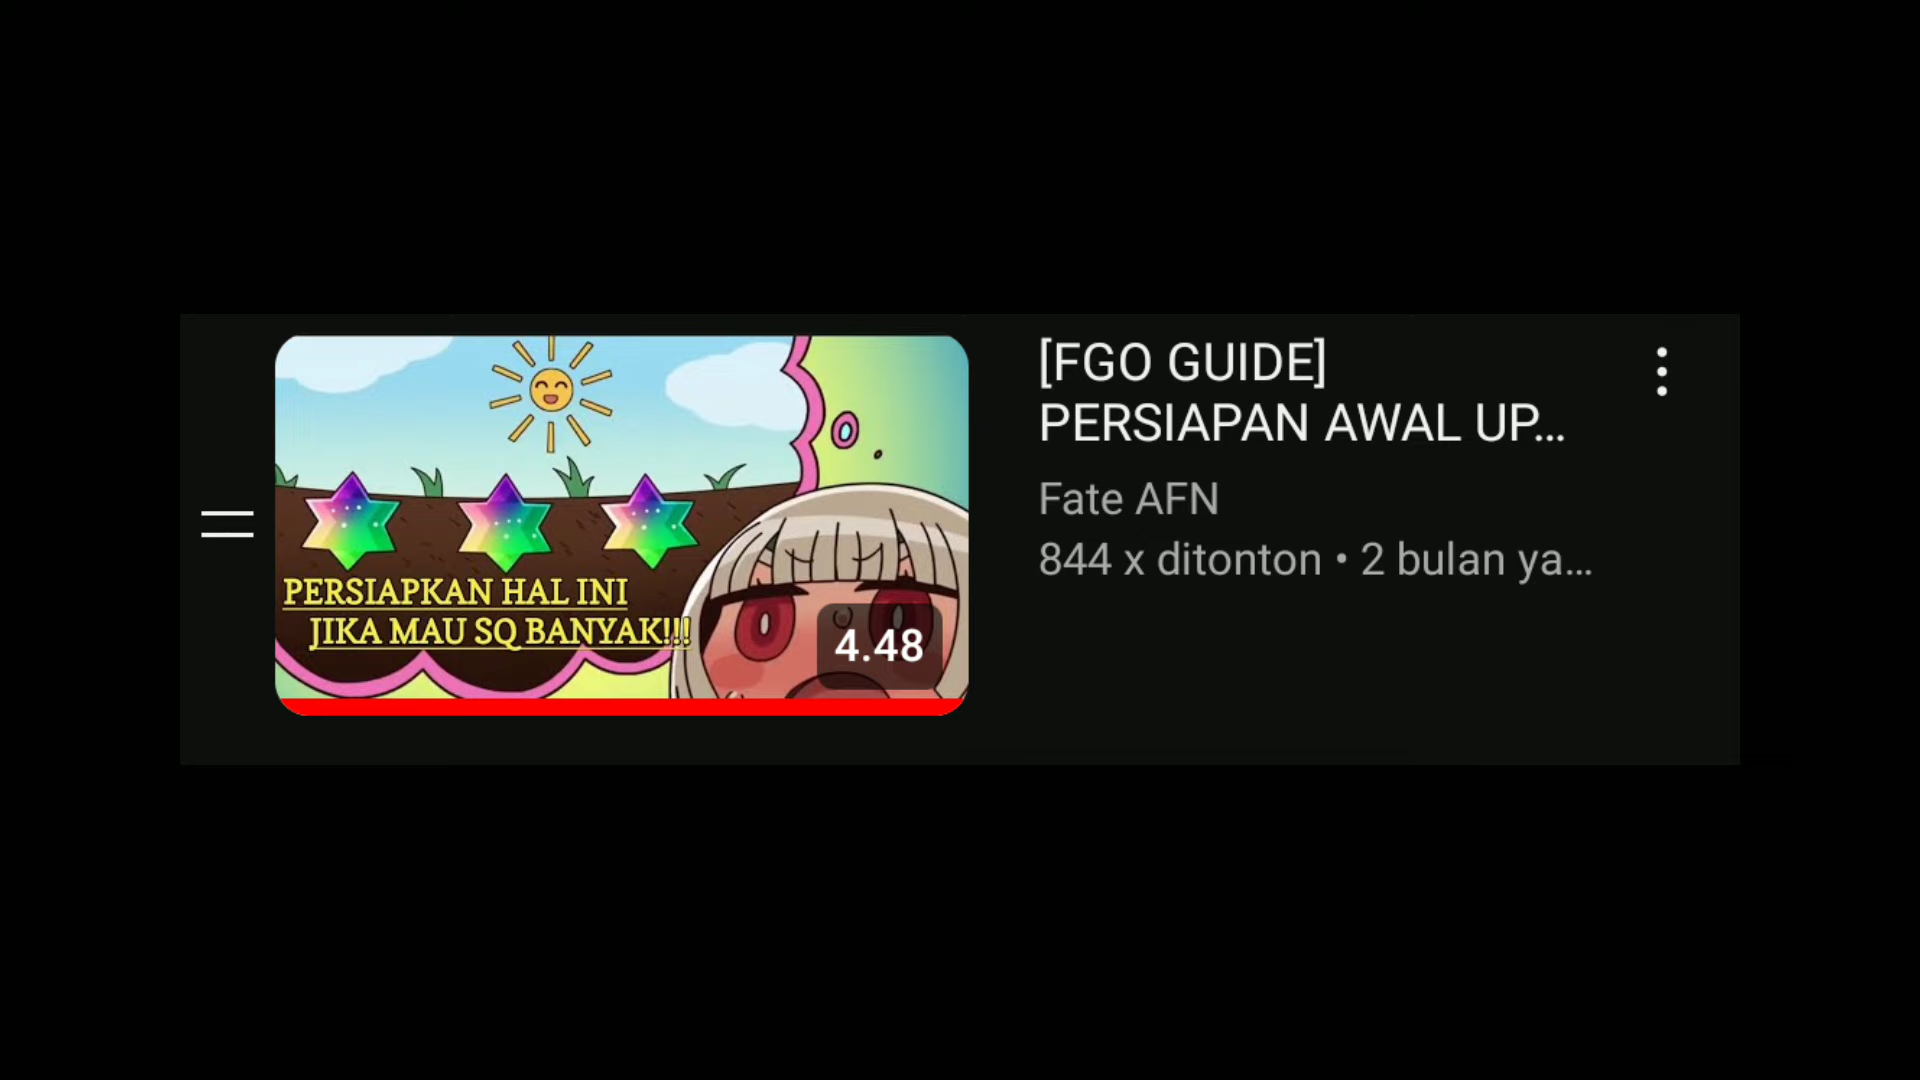 PERSIAPKAN HAL INI
JIKA MAU SQ BANYAK!!!
4.48
[FGO GUIDE]
PERSIAPAN AWAL UP...
Fate AFN
844 x ditonton • 2 bulan ya...